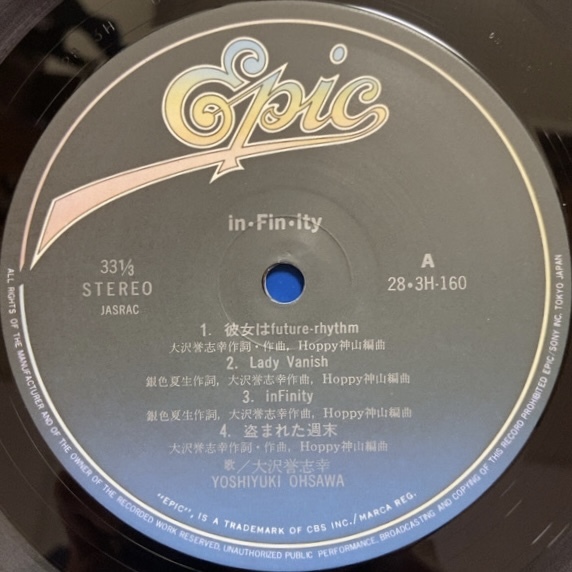 Epic
in•Fin•ity
33⅓
STEREO
JASRAC
A
28•3H-160
1. 彼女はfuture-rhythm
大沢誉志幸作詞・作曲, Hoppy神山編曲
2. Lady Vanish
銀色夏生作詞, 大沢誉志幸作曲, Hoppy神山編曲
3. inFinity
銀色夏生作詞, 大沢誉志幸作曲, Hoppy神山編曲
4. 盗まれた週末
大沢誉志幸作詞・作曲, Hoppy神山編曲
歌／大沢誉志幸
YOSHIYUKI OHSAWA
"EPIC", IS A TRADEMARK OF CBS INC./MARCA REG.
ALL RIGHTS OF THE MANUFACTURER AND OF THE OWNER OF THE RECORDED WORK RESERVED, UNAUTHORIZED PUBLIC PERFORMANCE, BROADCASTING AND COPYING OF THIS RECORD PROHIBITED EPIC/SONY INC. TOKYO JAPAN